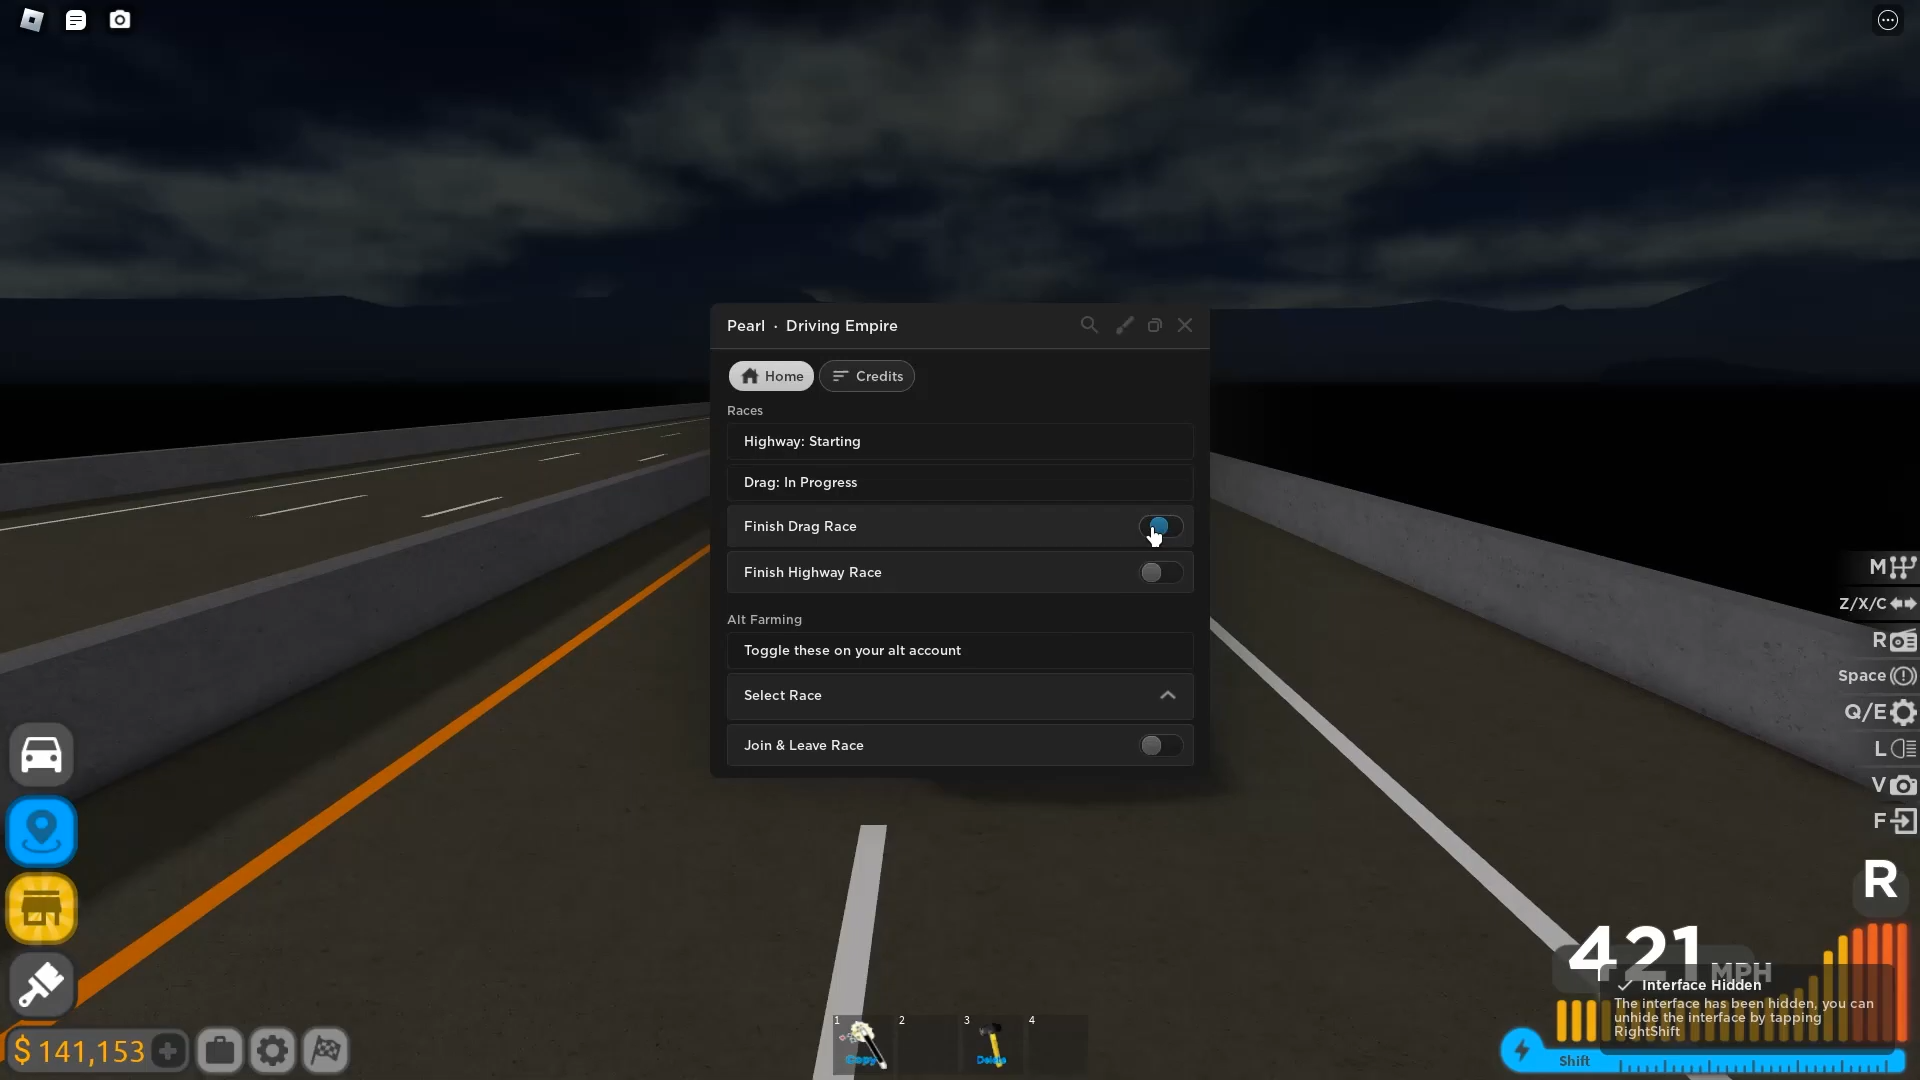 Pearl · Driving Empire
Home
Credits
Races
Highway: Starting
Drag: In Progress
Finish Drag Race
Finish Highway Race
Alt Farming
Toggle these on your alt account
Select Race
Join & Leave Race
M
Z/X/C
R
Space
Q/E
L
V
F
R
421 MPH
Interface Hidden
The interface has been hidden, you can
unhide the interface by tapping
RightShift
Shift
$ 141,153
1
2
3
4
Copy
Delete